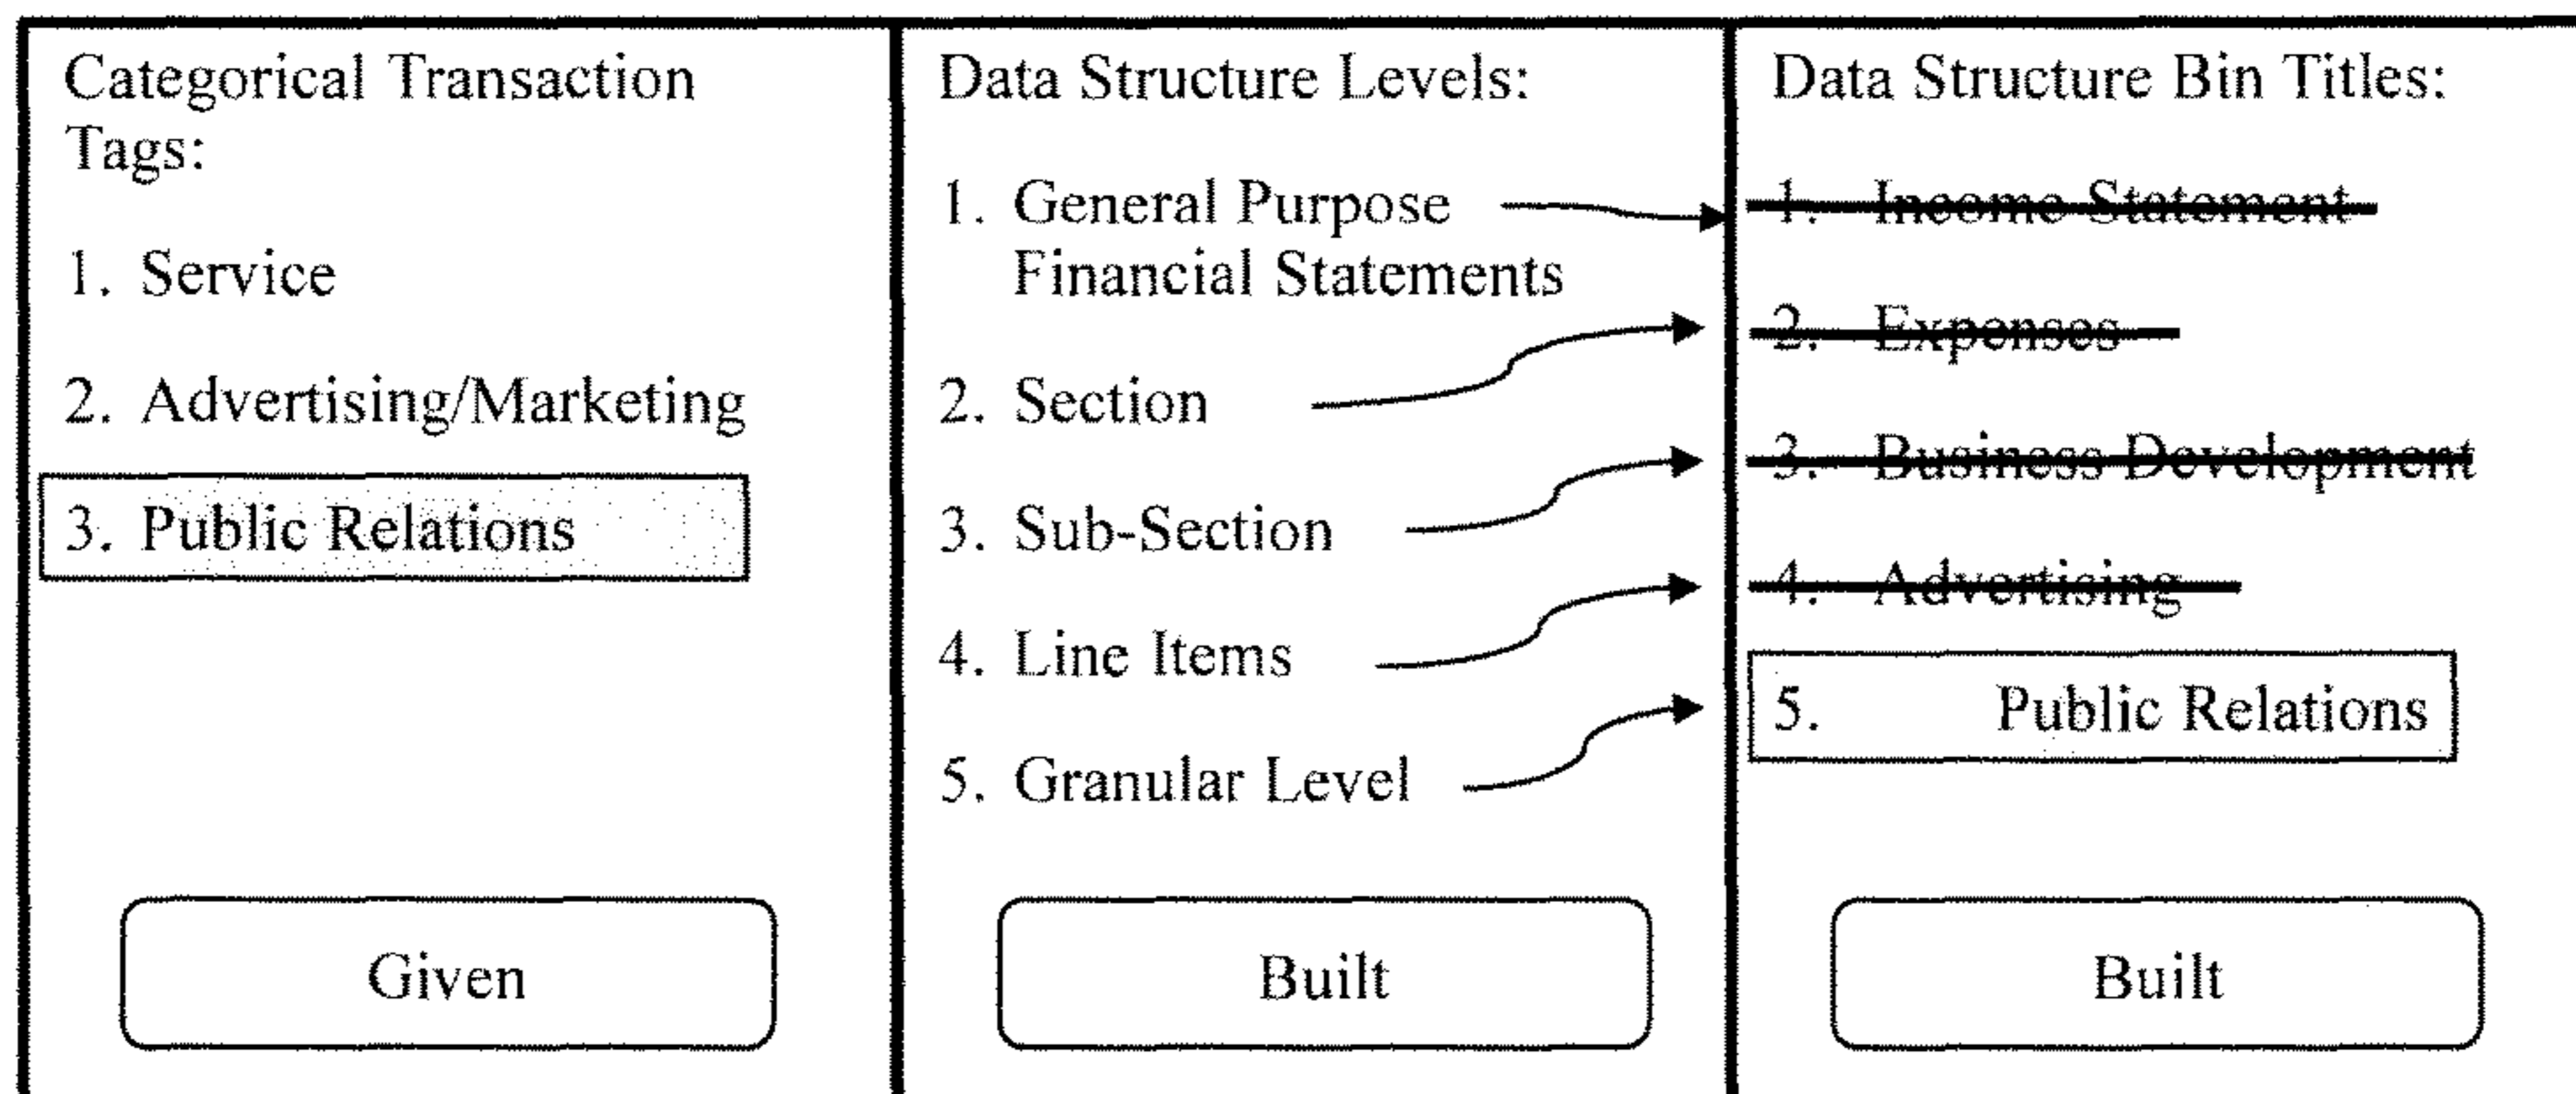 Categorical Transaction
Tags:
1. Service
2. Advertising/Marketing
3. Public Relations
Given
Data Structure Levels:
1. General Purpose
Financial Statements
2. Section
3. Sub-Section
4. Line Items
5. Granular Level
Built
Data Structure Bin Titles:
1. Income Statement
2. Expenses
3. Business Development
4. Advertising
5. Public Relations
Built